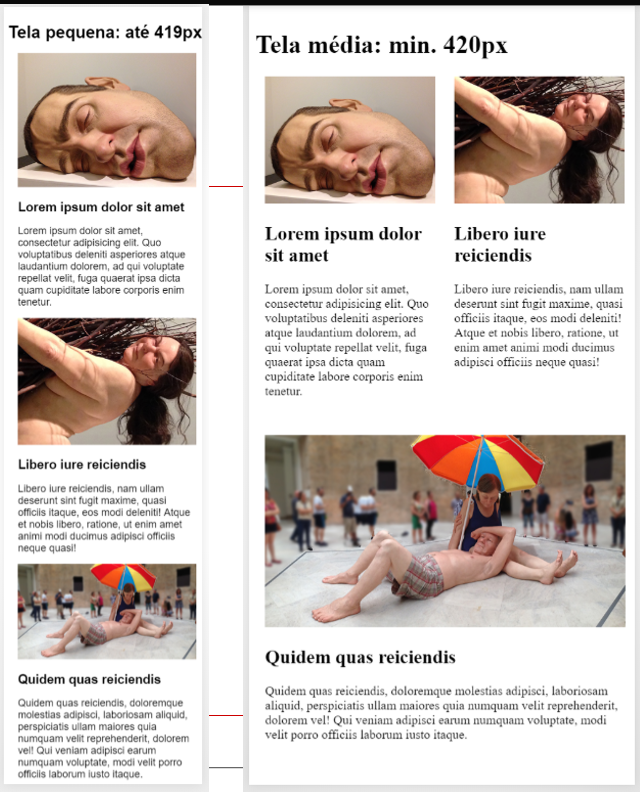 Tela pequena: até 419px
Lorem ipsum dolor sit amet
Lorem ipsum dolor sit amet,
consectetur adipisicing elit. Quo
voluptatibus deleniti asperiores atque
laudantium dolorem, ad qui voluptate
repellat velit, fuga quaerat ipsa dicta
quam cupiditate labore corporis enim
tenetur.
Libero iure reiciendis
Libero iure reiciendis, nam ullam
deserunt sint fugit maxime, quasi
officiis itaque, eos modi deleniti! Atque
et nobis libero, ratione, ut enim amet
animi modi ducimus adipisci officiis
neque quasi!
Quidem quas reiciendis
Quidem quas reiciendis, doloremque
molestias adipisci, laboriosam aliquid,
perspiciatis ullam maiores quia
numquam velit reprehenderit, dolorem
vel! Qui veniam adipisci earum
numquam voluptate, modi velit porro
officiis laborum iusto itaque.
Tela média: min. 420px
Lorem ipsum dolor
sit amet
Lorem ipsum dolor sit amet,
consectetur adipisicing elit. Quo
voluptatibus deleniti asperiores
atque laudantium dolorem, ad
qui voluptate repellat velit, fuga
quaerat ipsa dicta quam
cupiditate labore corporis enim
tenetur.
Libero iure
reiciendis
Libero iure reiciendis, nam ullam
deserunt sint fugit maxime, quasi
officiis itaque, eos modi deleniti!
Atque et nobis libero, ratione, ut
enim amet animi modi ducimus
adipisci officiis neque quasi!
Quidem quas reiciendis
Quidem quas reiciendis, doloremque molestias adipisci, laboriosam
aliquid, perspiciatis ullam maiores quia numquam velit reprehenderit,
dolorem vel! Qui veniam adipisci earum numquam voluptate, modi
velit porro officiis laborum iusto itaque.